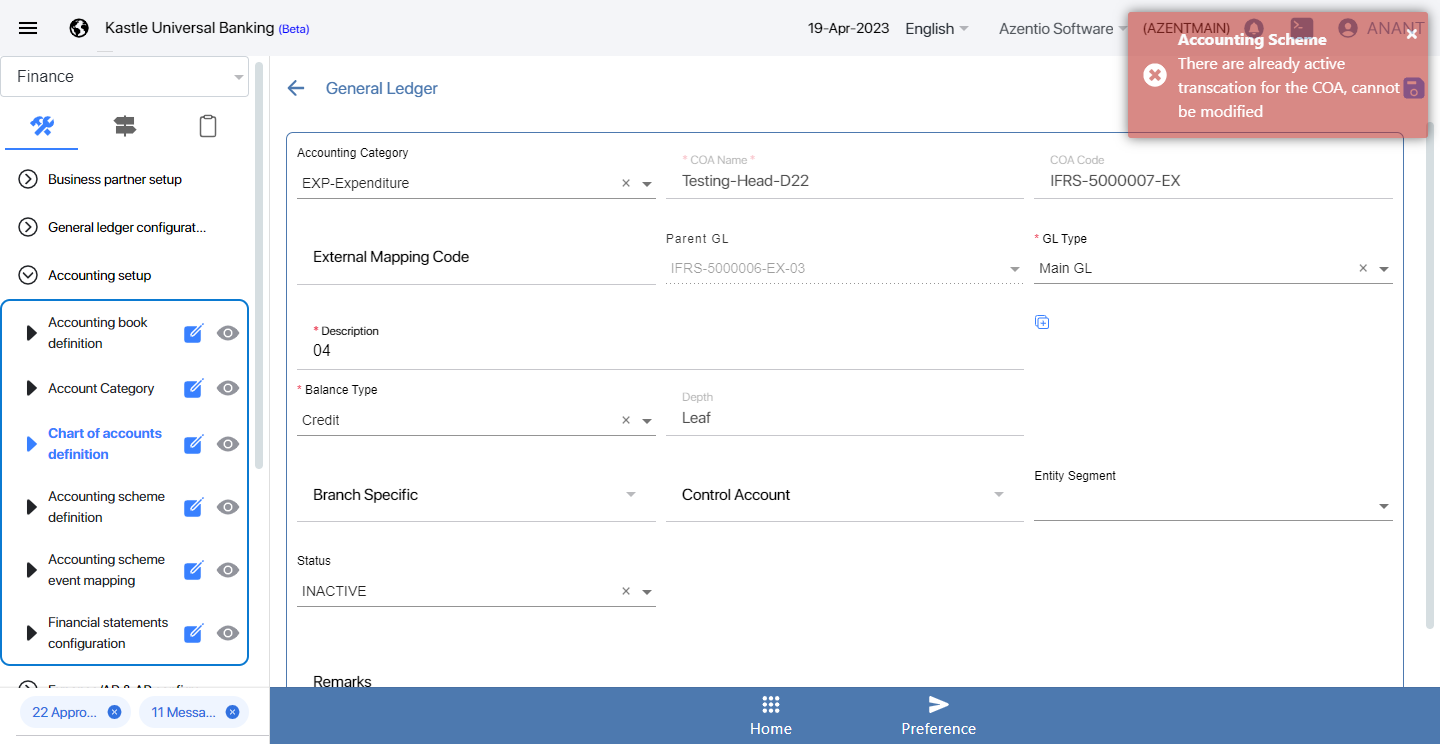 Kastle Universal Banking (Beta)
19-Apr-2023
English
Azentio Software
(AZENTMAIN)
ANANT
Accounting Scheme
There are already active
transcation for the COA, cannot
be modified
Finance
General Ledger
Business partner setup
General ledger configurat...
Accounting setup
Accounting book
definition
Account Category
Chart of accounts
definition
Accounting scheme
definition
Accounting scheme
event mapping
Financial statements
configuration
22 Appro...
11 Messa...
Accounting Category
EXP-Expenditure
* COA Name *
Testing-Head-D22
COA Code
IFRS-5000007-EX
External Mapping Code
Parent GL
IFRS-5000006-EX-03
* GL Type
Main GL
* Description
04
* Balance Type
Credit
Depth
Leaf
Branch Specific
Control Account
Entity Segment
Status
INACTIVE
Remarks
Home
Preference